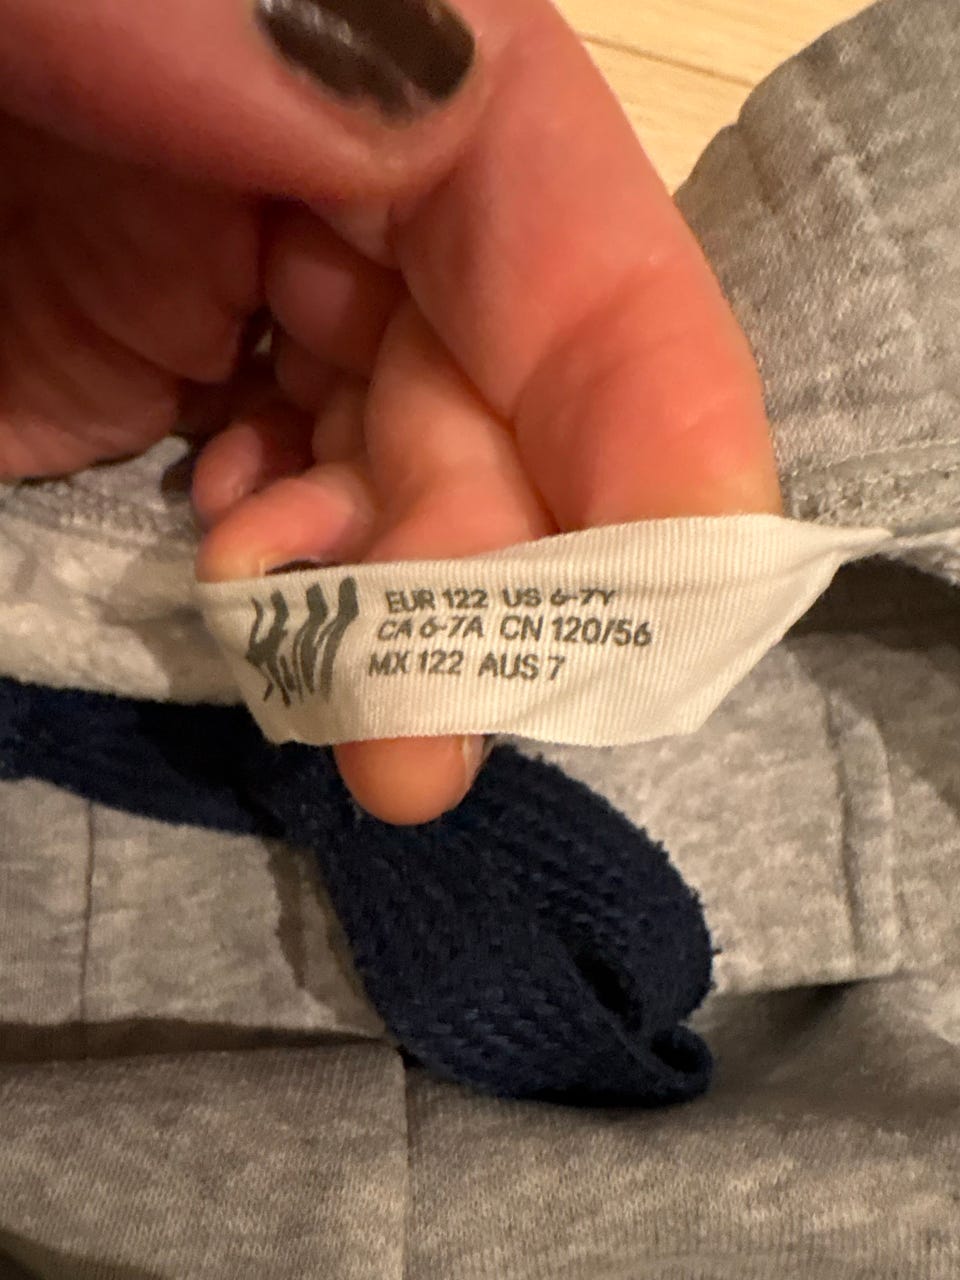 H&M
EUR 122 US 6-7Y
CA 6-7A CN 120/56
MX 122 AUS 7